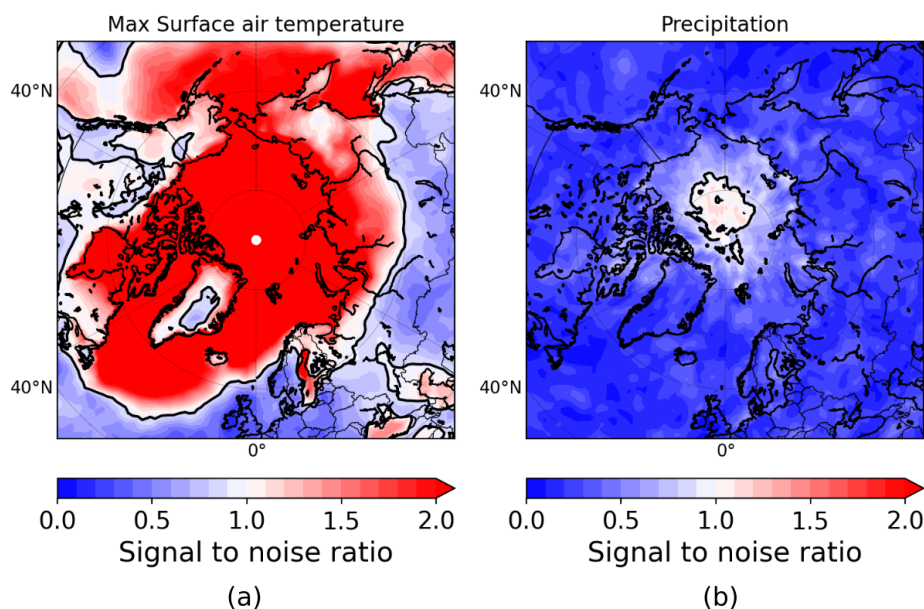 Max Surface air temperature
Precipitation
40°N
40°N
40°N
40°N
0°
0°
0.0 0.5 1.0 1.5 2.0
0.0 0.5 1.0 1.5 2.0
Signal to noise ratio
Signal to noise ratio
(a)
(b)